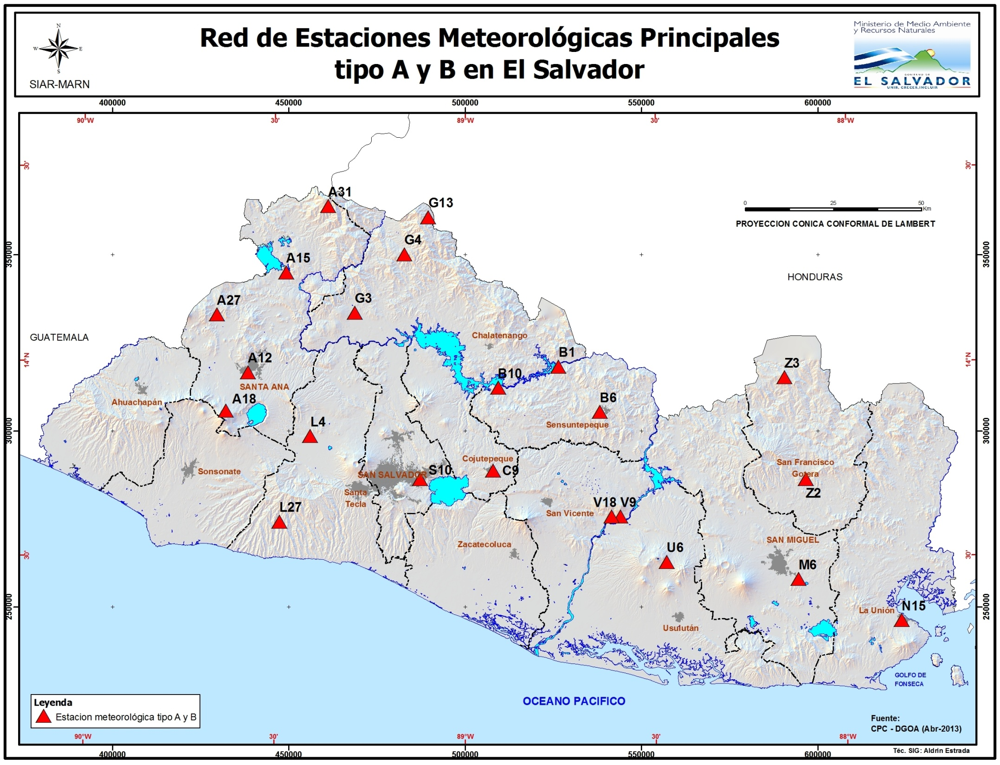 N
W E
S
SIAR-MARN
Red de Estaciones Meteorológicas Principales
tipo A y B en El Salvador
Ministerio de Medio Ambiente
y Recursos Naturales
GOBIERNO DE
EL SALVADOR
UNIR, CRECER, INCLUIR
400000 450000 500000 550000 600000
90°W 30' 89°W 30' 88°W
30' 30'
A31
G13
0 25 50
Km
PROYECCION CONICA CONFORMAL DE LAMBERT
G4
350000 350000
A15
HONDURAS
A27
G3
GUATEMALA
Chalatenango
B1
14°N 14°N
A12
Z3
B10
SANTA ANA
A18
B6
Ahuachapán
L4
Sensuntepeque
300000 300000
Cojutepeque
San Francisco
Gotera
Sonsonate
SAN SALVADOR
S10
C9
Santa
Tecla
Z2
L27
V18 V9
San Vicente
Zacatecoluca
SAN MIGUEL
U6
30' 30'
M6
250000 250000
N15
La Unión
Usulután
GOLFO DE
FONSECA
OCEANO PACIFICO
Leyenda
Estacion meteorológica tipo A y B
Fuente:
CPC - DGOA (Abr-2013)
90°W 30' 89°W 30' 88°W
400000 450000 500000 550000 600000
Téc. SIG: Aldrin Estrada